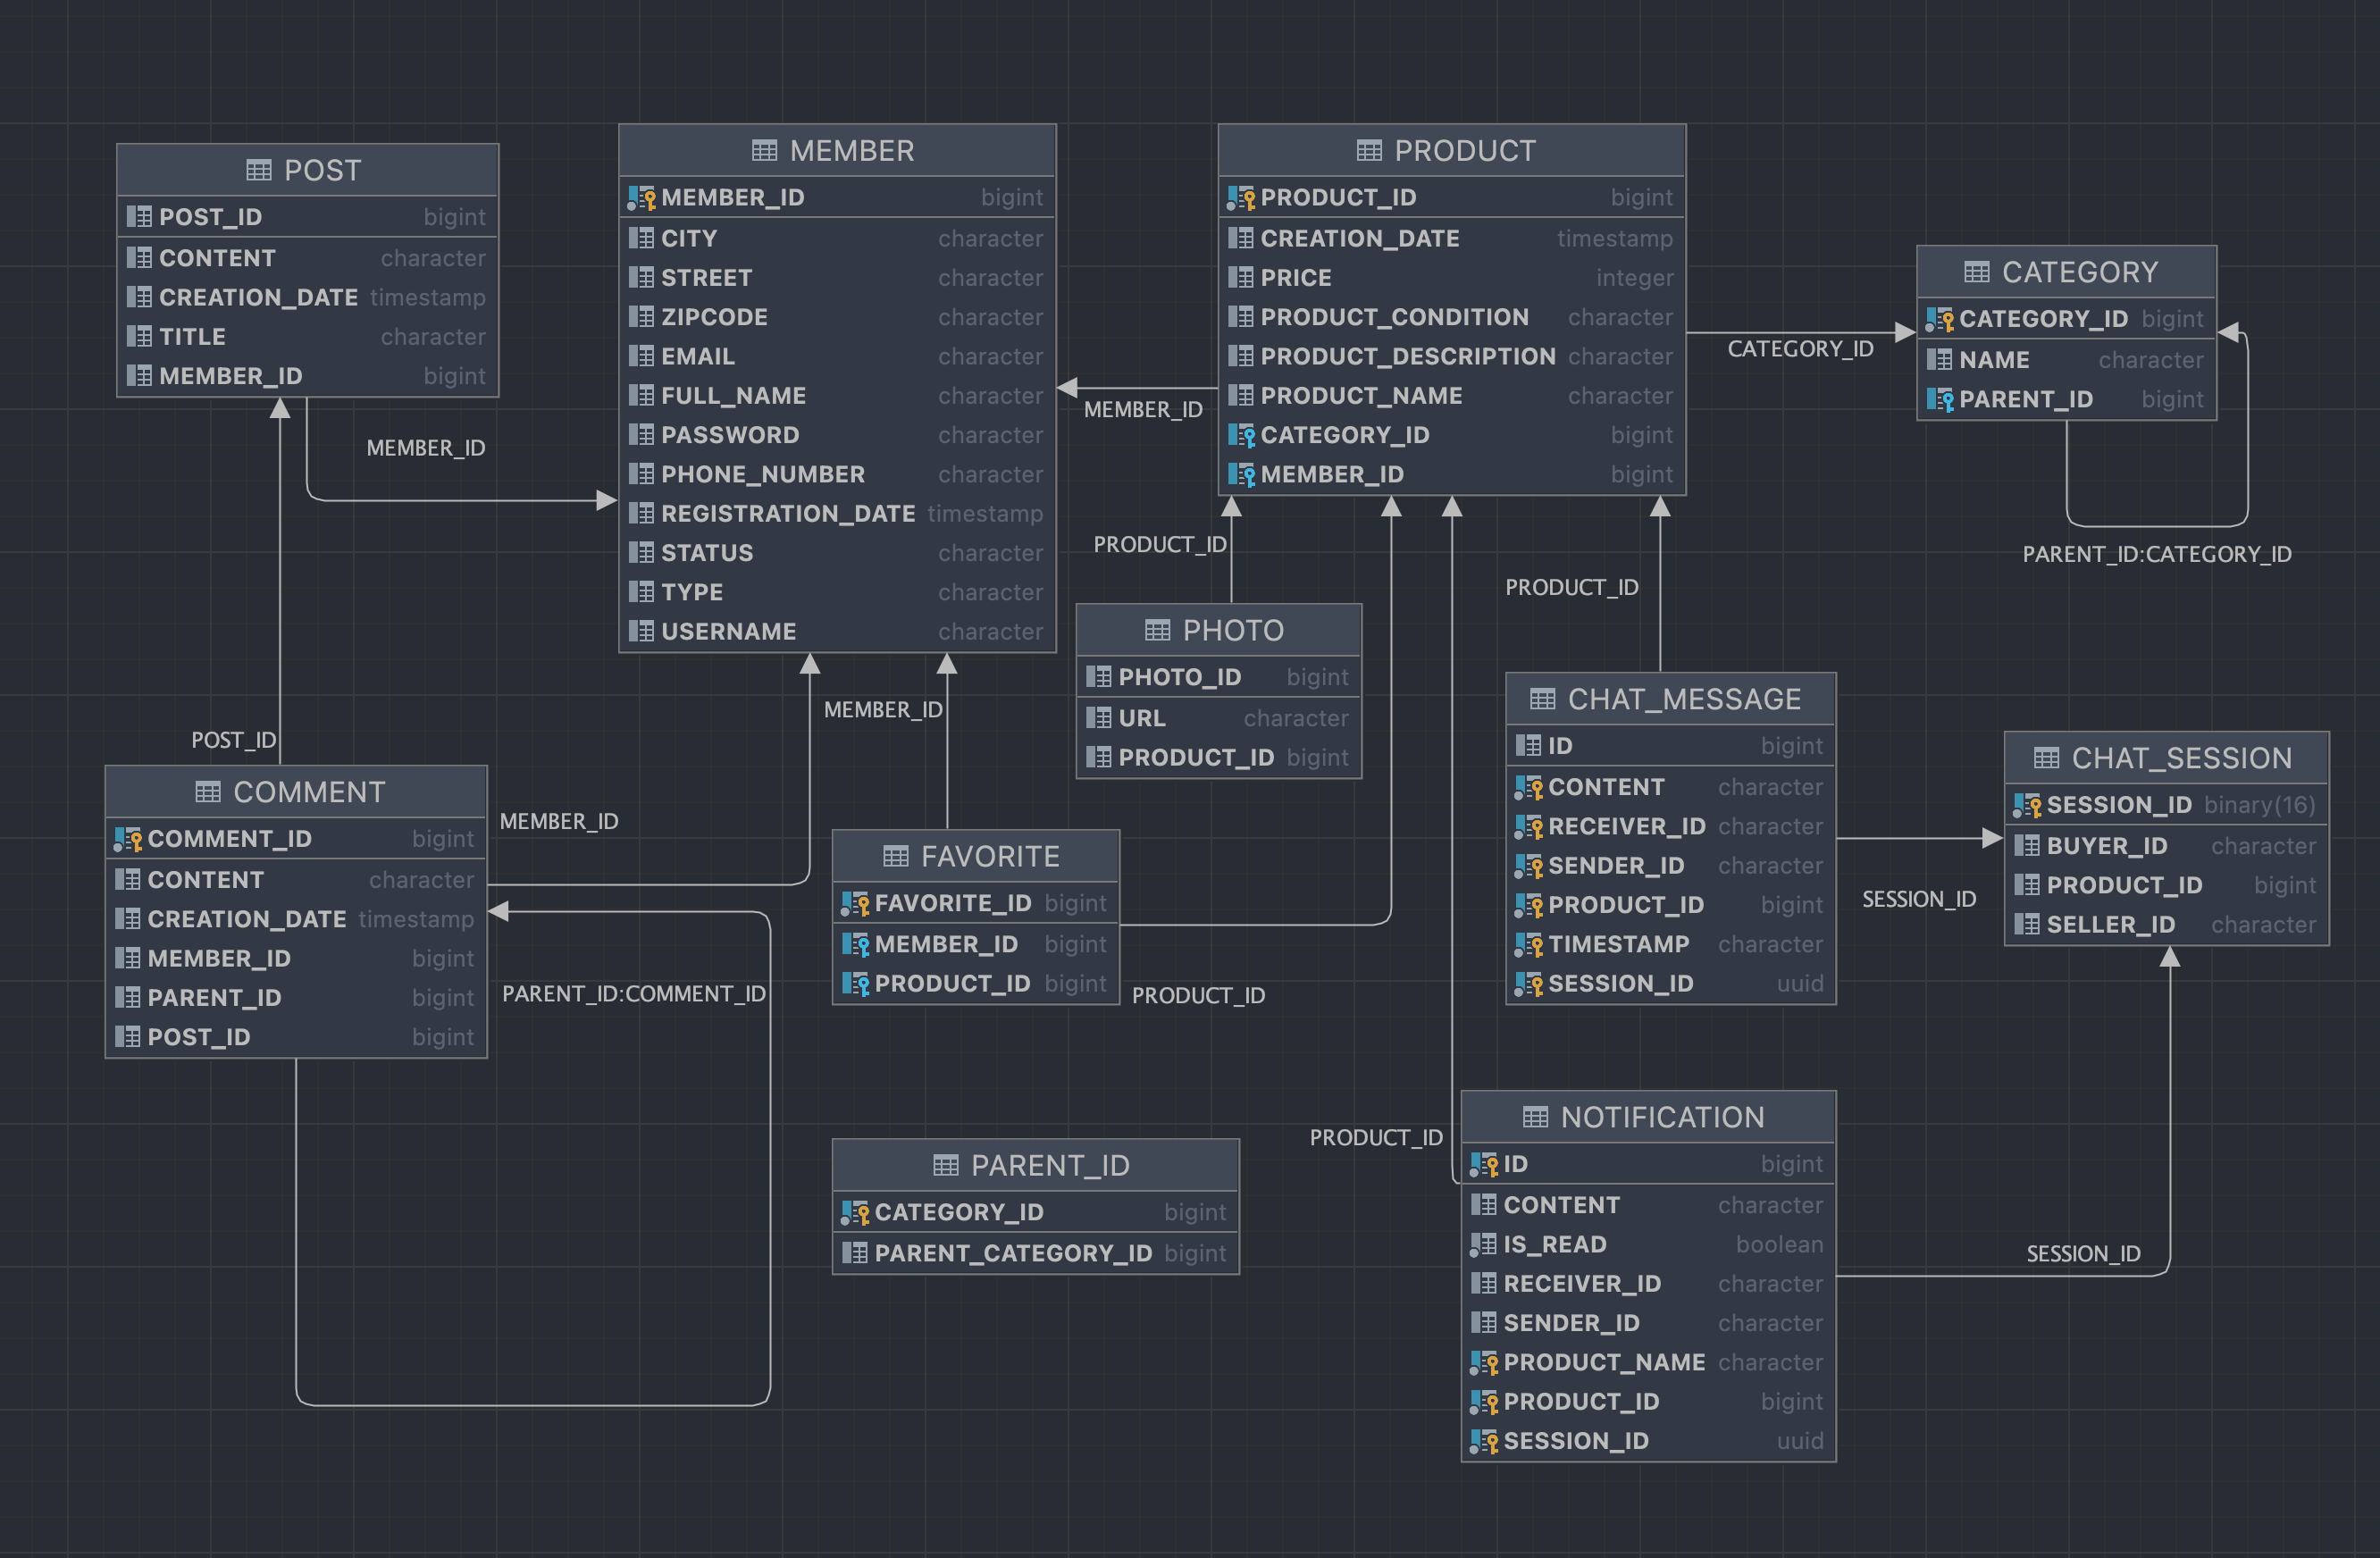 POST
POST_ID bigint
CONTENT character
CREATION_DATE timestamp
TITLE character
MEMBER_ID bigint
MEMBER_ID
MEMBER
MEMBER_ID bigint
CITY character
STREET character
ZIPCODE character
EMAIL character
FULL_NAME character
PASSWORD character
PHONE_NUMBER character
REGISTRATION_DATE timestamp
STATUS character
TYPE character
USERNAME character
MEMBER_ID
PRODUCT
PRODUCT_ID bigint
CREATION_DATE timestamp
PRICE integer
PRODUCT_CONDITION character
PRODUCT_DESCRIPTION character
PRODUCT_NAME character
CATEGORY_ID bigint
MEMBER_ID bigint
CATEGORY_ID
CATEGORY
CATEGORY_ID bigint
NAME character
PARENT_ID bigint
PARENT_ID:CATEGORY_ID
PRODUCT_ID
PRODUCT_ID
PHOTO
PHOTO_ID bigint
URL character
PRODUCT_ID bigint
CHAT_MESSAGE
ID bigint
CONTENT character
RECEIVER_ID character
SENDER_ID character
PRODUCT_ID bigint
TIMESTAMP character
SESSION_ID uuid
SESSION_ID
CHAT_SESSION
SESSION_ID binary(16)
BUYER_ID character
PRODUCT_ID bigint
SELLER_ID character
POST_ID
COMMENT
COMMENT_ID bigint
CONTENT character
CREATION_DATE timestamp
MEMBER_ID bigint
PARENT_ID bigint
POST_ID bigint
MEMBER_ID
PARENT_ID:COMMENT_ID
MEMBER_ID
FAVORITE
FAVORITE_ID bigint
MEMBER_ID bigint
PRODUCT_ID bigint
PRODUCT_ID
PARENT_ID
CATEGORY_ID bigint
PARENT_CATEGORY_ID bigint
PRODUCT_ID
NOTIFICATION
ID bigint
CONTENT character
IS_READ boolean
RECEIVER_ID character
SENDER_ID character
PRODUCT_NAME character
PRODUCT_ID bigint
SESSION_ID uuid
SESSION_ID